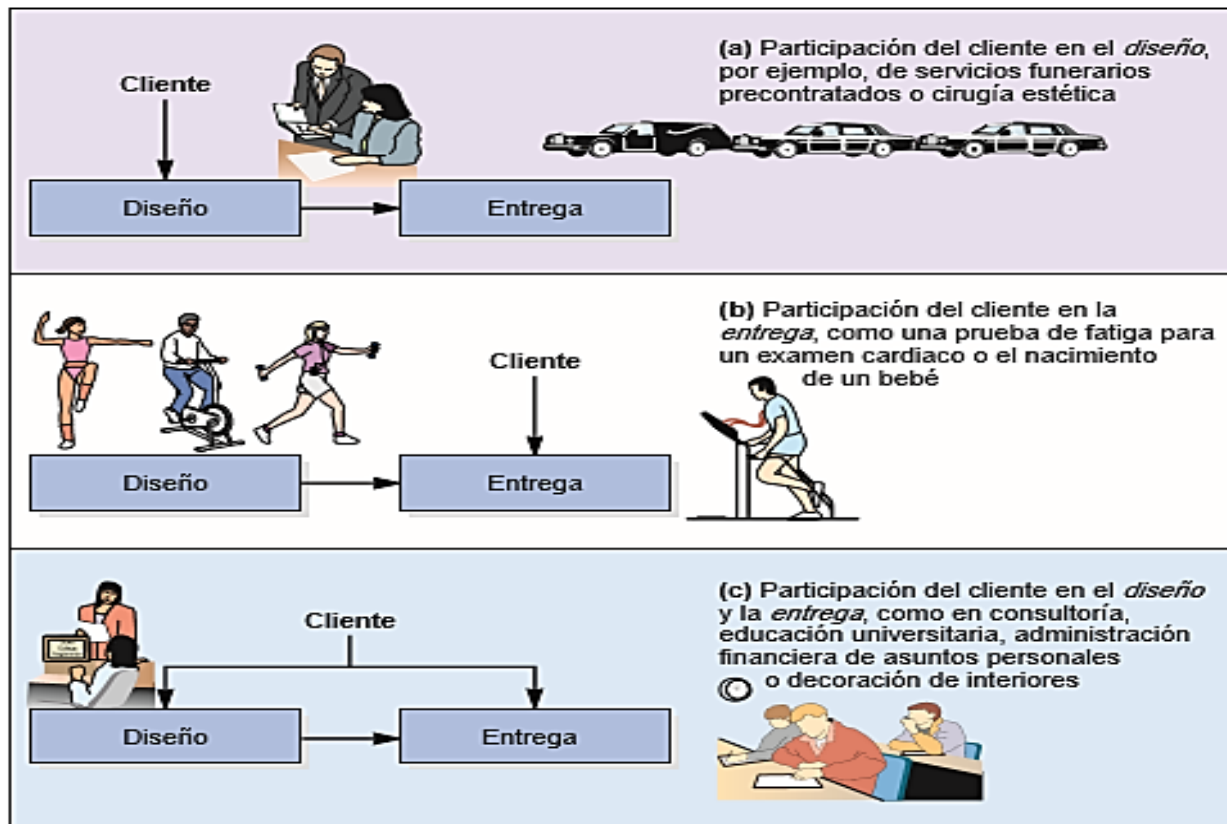 Cliente
(a) Participación del cliente en el diseño,
por ejemplo, de servicios funerarios
precontratados o cirugía estética
Diseño
Entrega
(b) Participación del cliente en la
entrega, como una prueba de fatiga para
un examen cardiaco o el nacimiento
de un bebé
Cliente
Diseño
Entrega
(c) Participación del cliente en el diseño
y la entrega, como en consultoría,
educación universitaria, administración
financiera de asuntos personales
o decoración de interiores
Cliente
Diseño
Entrega